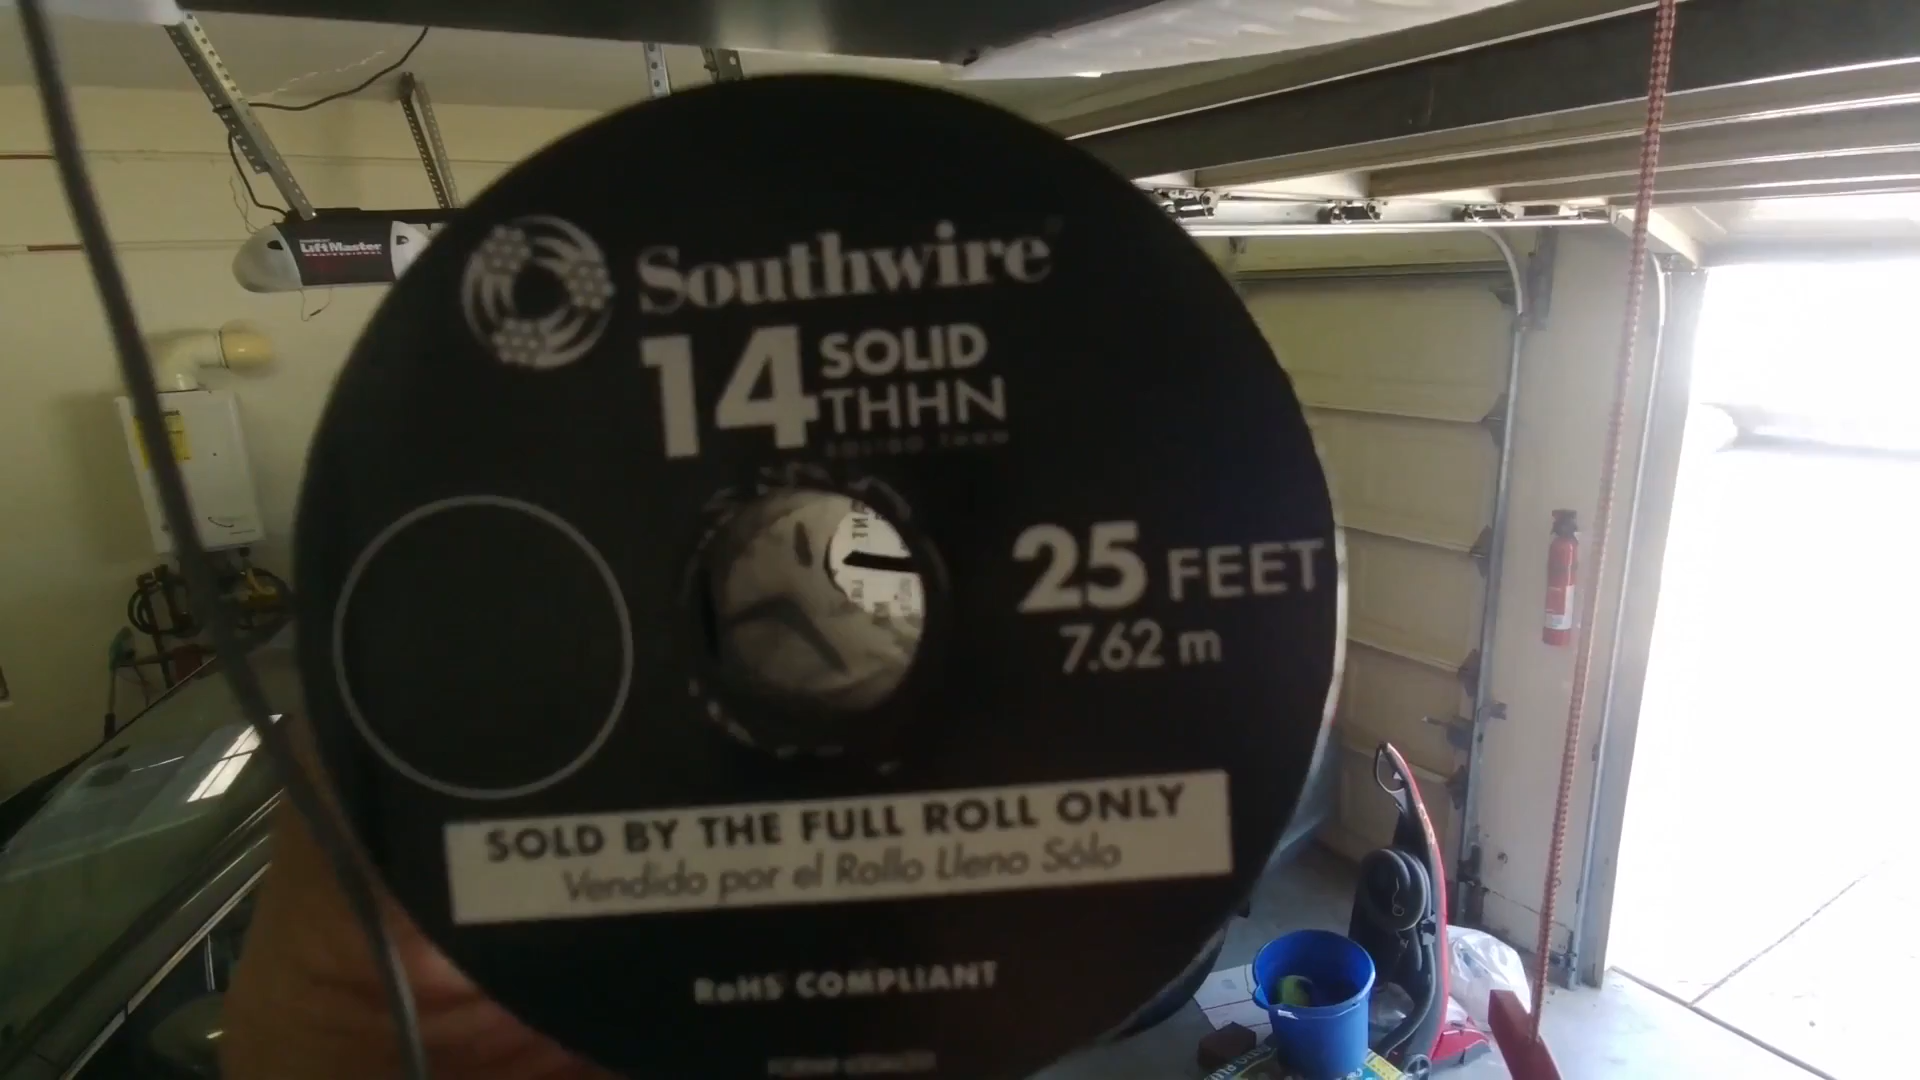 Southwire
14 SOLID
THHN
25 FEET
7.62 m
SOLD BY THE FULL ROLL ONLY
Vendido por el Rollo Lleno Sólo
RoHS COMPLIANT
LiftMaster
PROFESSIONAL